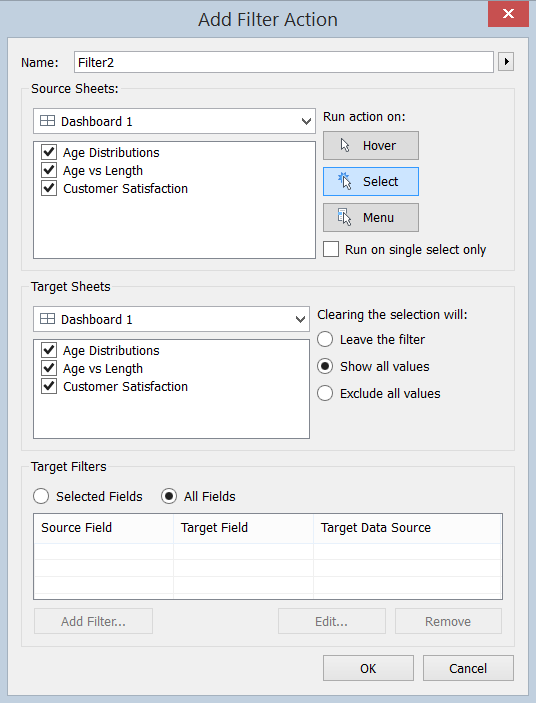 Add Filter Action
Name: Filter2
Source Sheets:
Dashboard 1
Age Distributions
Age vs Length
Customer Satisfaction
Run action on:
Hover
Select
Menu
Run on single select only
Target Sheets
Dashboard 1
Age Distributions
Age vs Length
Customer Satisfaction
Clearing the selection will:
Leave the filter
Show all values
Exclude all values
Target Filters
Selected Fields All Fields
Source Field Target Field Target Data Source
Add Filter... Edit... Remove
OK Cancel